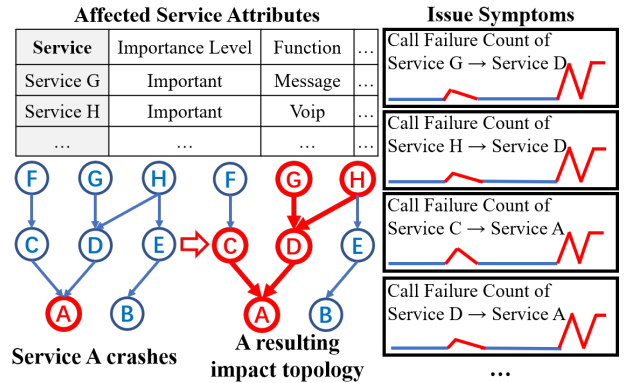 Affected Service Attributes
Service Importance Level Function ...
Service G Important Message ...
Service H Important Voip ...
... ... ... ...
F G H F G H
C D E C D E
A B A B
Service A crashes
A resulting
impact topology
Issue Symptoms
Call Failure Count of
Service G → Service D
Call Failure Count of
Service H → Service D
Call Failure Count of
Service C → Service A
Call Failure Count of
Service D → Service A
...